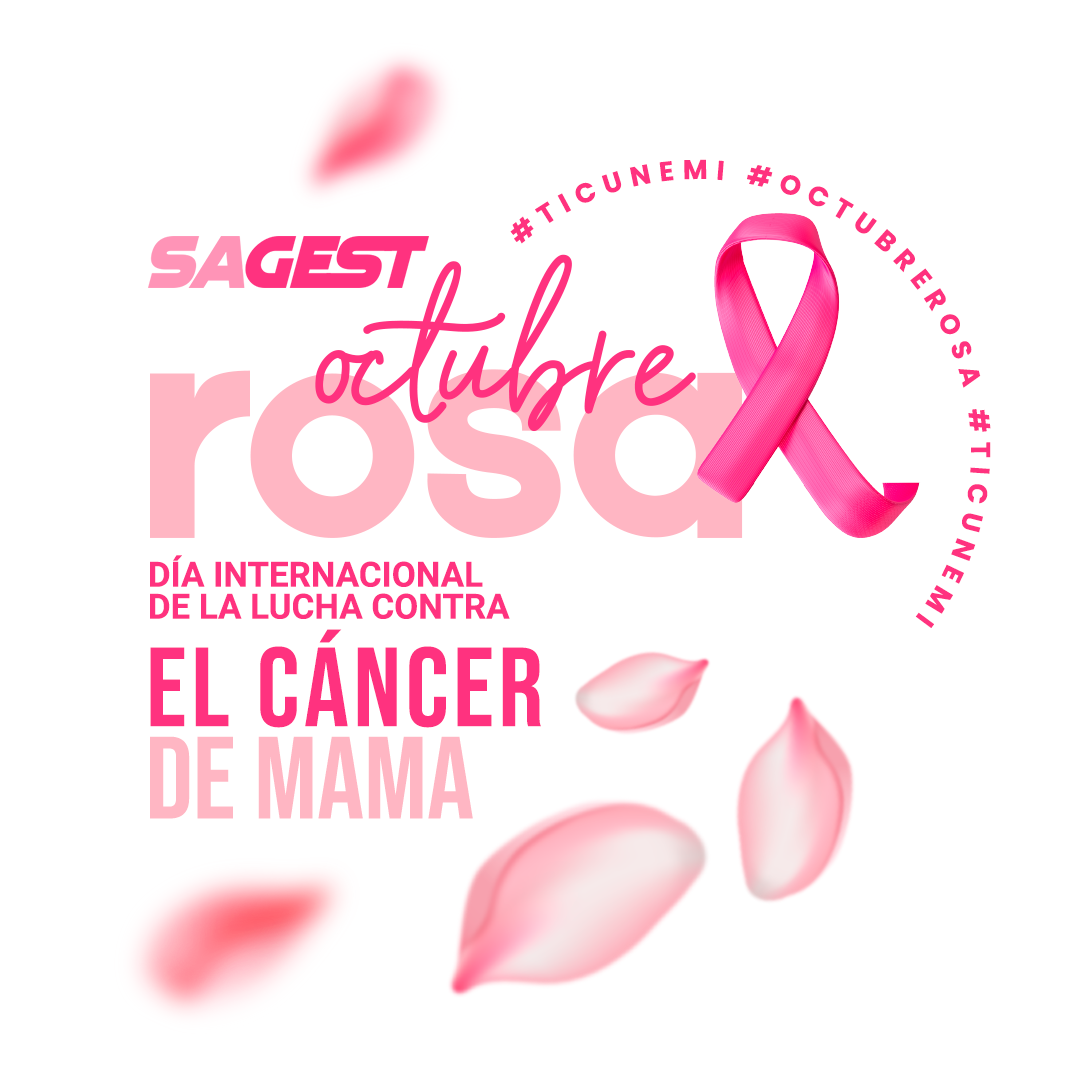 #TICUNEMI #OCTUBREROSA #TICUNEMI
SAGEST
octubre
rosa
DÍA INTERNACIONAL
DE LA LUCHA CONTRA
EL CÁNCER
DE MAMA